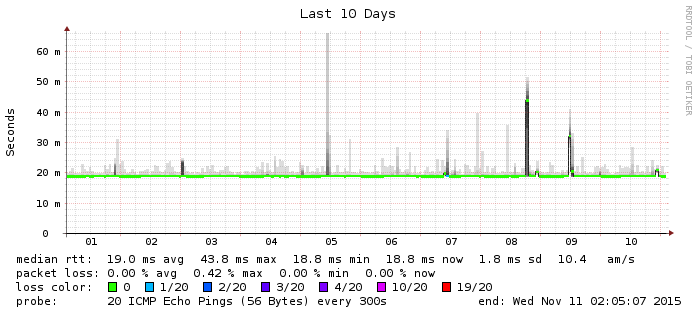 Last 10 Days
RRDTOOL / TOBI OETIKER
Seconds
60 m
50 m
40 m
30 m
20 m
10 m
0
01 02 03 04 05 06 07 08 09 10
median rtt: 19.0 ms avg 43.8 ms max 18.8 ms min 18.8 ms now 1.8 ms sd 10.4 am/s
packet loss: 0.00 % avg 0.42 % max 0.00 % min 0.00 % now
loss color: 0 1/20 2/20 3/20 4/20 10/20 19/20
probe: 20 ICMP Echo Pings (56 Bytes) every 300s end: Wed Nov 11 02:05:07 2015